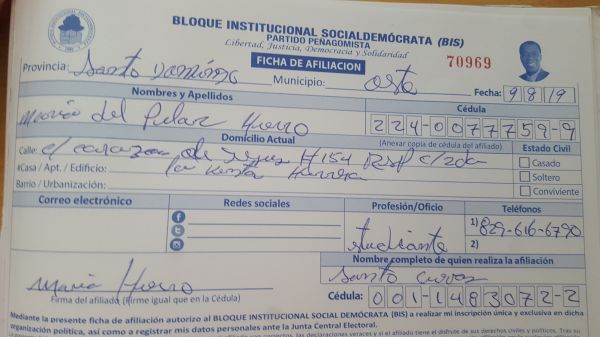 BLOQUE INSTITUCIONAL SOCIALDEMÓCRATA (BIS)
PARTIDO PEÑAGOMISTA
Libertad, Justicia, Democracia y Solidaridad
FICHA DE AFILIACION
70969
Provincia: Santo Domingo Municipio: Oste Fecha: 9/8/19
Nombres y Apellidos Cédula
Maria del Pilar Hierro 224-0077759-9
Domicilio Actual (Anexar copia de cédula del afiliado) Estado Civil
Calle: el corazon de Jesus #154 c/2da Casado
#Casa / Apt. / Edificio: la Herrera Soltero
Barrio / Urbanización: Conviviente
Correo electrónico Redes sociales Profesión/Oficio Teléfonos
1) 829-616-6790
estudiante 2)
Nombre completo de quien realiza la afiliación
Maria Hierro Santo Cuevas
Firma del afiliado (Firme igual que en la Cédula) Cédula: 001-1483072-2
Mediante la presente ficha de afiliación autorizo al BLOQUE INSTITUCIONAL SOCIAL DEMÓCRATA (BIS) a realizar mi inscripción única y exclusiva en dicha
organización política, así como a registrar mis datos personales ante la Junta Central Electoral.